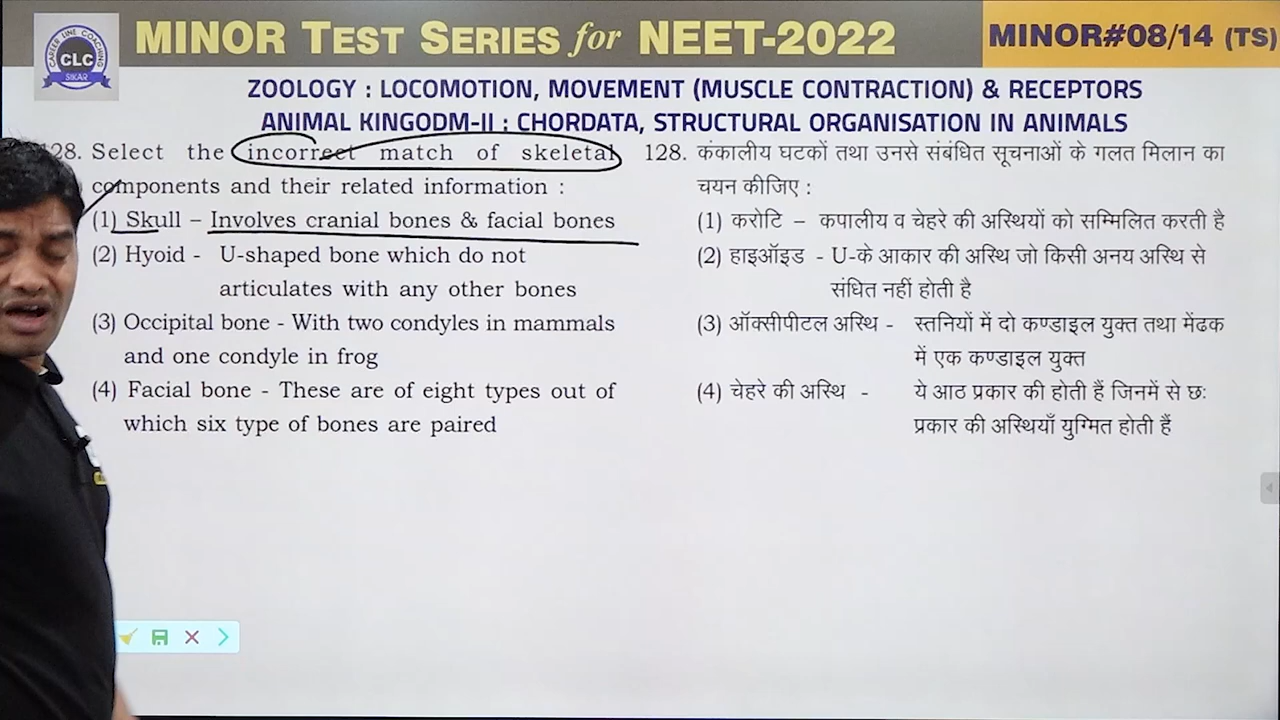 CAREER LINE COACHING
CLC
SIKAR
MINOR TEST SERIES for NEET-2022
MINOR#08/14 (TS)
ZOOLOGY : LOCOMOTION, MOVEMENT (MUSCLE CONTRACTION) & RECEPTORS
ANIMAL KINGODM-II : CHORDATA, STRUCTURAL ORGANISATION IN ANIMALS
128. Select the incorrect match of skeletal
components and their related information :
(1) Skull – Involves cranial bones & facial bones
(2) Hyoid - U-shaped bone which do not
articulates with any other bones
(3) Occipital bone - With two condyles in mammals
and one condyle in frog
(4) Facial bone - These are of eight types out of
which six type of bones are paired
128. कंकालीय घटकों तथा उनसे संबंधित सूचनाओं के गलत मिलान का
चयन कीजिए :
(1) करोटि – कपालीय व चेहरे की अस्थियों को सम्मिलित करती है
(2) हाइऑइड - U-के आकार की अस्थि जो किसी अनय अस्थि से
संधित नहीं होती है
(3) ऑक्सीपीटल अस्थि - स्तनियों में दो कण्डाइल युक्त तथा मेंढक
में एक कण्डाइल युक्त
(4) चेहरे की अस्थि - ये आठ प्रकार की होती हैं जिनमें से छः
प्रकार की अस्थियाँ युग्मित होती हैं